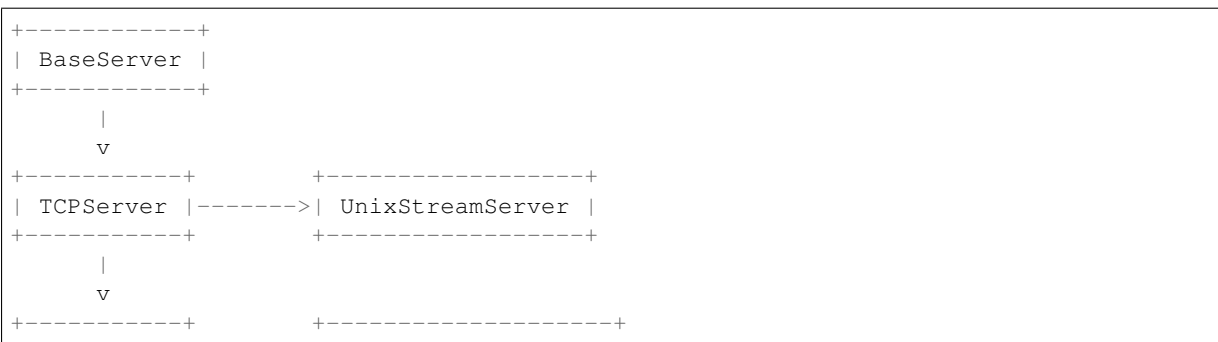 +------------+
| BaseServer |
+------------+
      |
      v
+-----------+        +------------------+
| TCPServer |------->| UnixStreamServer |
+-----------+        +------------------+
      |
      v
+-----------+        +--------------------+